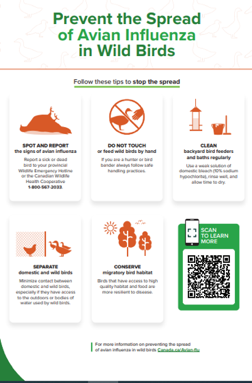 Prevent the Spread
of Avian Influenza
in Wild Birds
Follow these tips to stop the spread
SPOT AND REPORT
the signs of avian influenza
Report a sick or dead
bird to your provincial
Wildlife Emergency Hotline
or the Canadian Wildlife
Health Cooperative
1-800-567-2033.
DO NOT TOUCH
or feed wild birds by hand
If you are a hunter or bird
bander always follow safe
handling practices.
CLEAN
backyard bird feeders
and baths regularly
Use a weak solution of
domestic bleach (10% sodium
hypochlorite), rinse well, and
allow time to dry.
SEPARATE
domestic and wild birds
Minimize contact between
domestic and wild birds,
especially if they have access
to the outdoors or bodies of
water used by wild birds.
CONSERVE
migratory bird habitat
Birds that have access to high
quality habitat and food are
more resilient to disease.
SCAN
TO LEARN
MORE
For more information on preventing the spread
of avian influenza in wild birds Canada.ca/Avian-flu